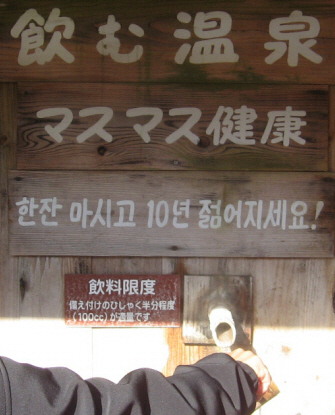 飲む温泉
マスマス健康
한잔 마시고 10년 젊어지세요!
飲料限度
備え付けのひしゃく半分程度
(100cc)が適量です